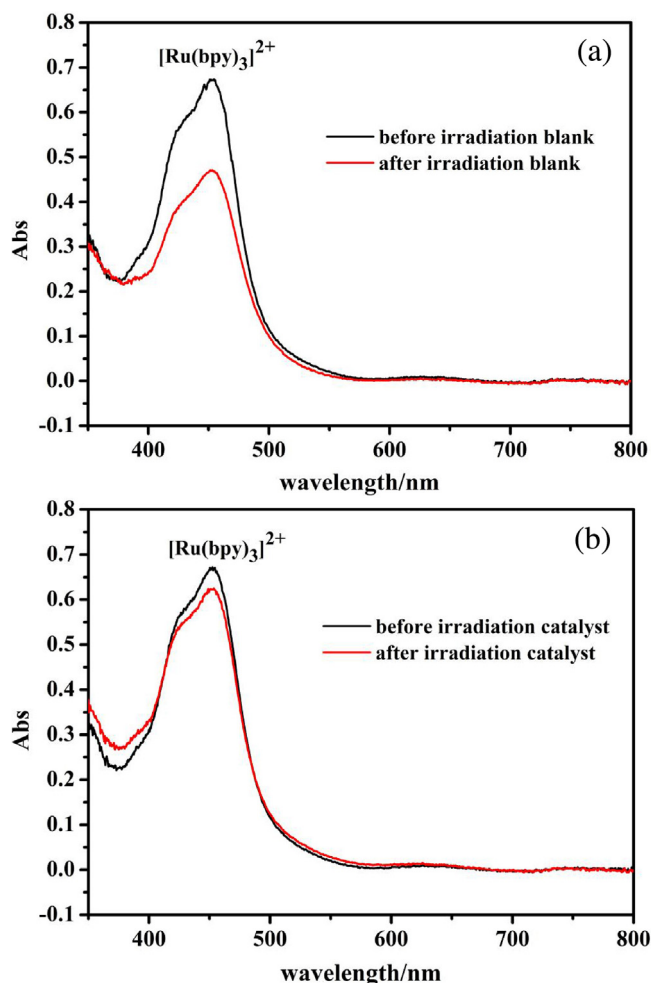 (a)
[Ru(bpy)3]2+
before irradiation blank
after irradiation blank
Abs
0.8
0.7
0.6
0.5
0.4
0.3
0.2
0.1
0.0
-0.1
400 500 600 700 800
wavelength/nm
(b)
[Ru(bpy)3]2+
before irradiation catalyst
after irradiation catalyst
Abs
0.8
0.7
0.6
0.5
0.4
0.3
0.2
0.1
0.0
-0.1
400 500 600 700 800
wavelength/nm